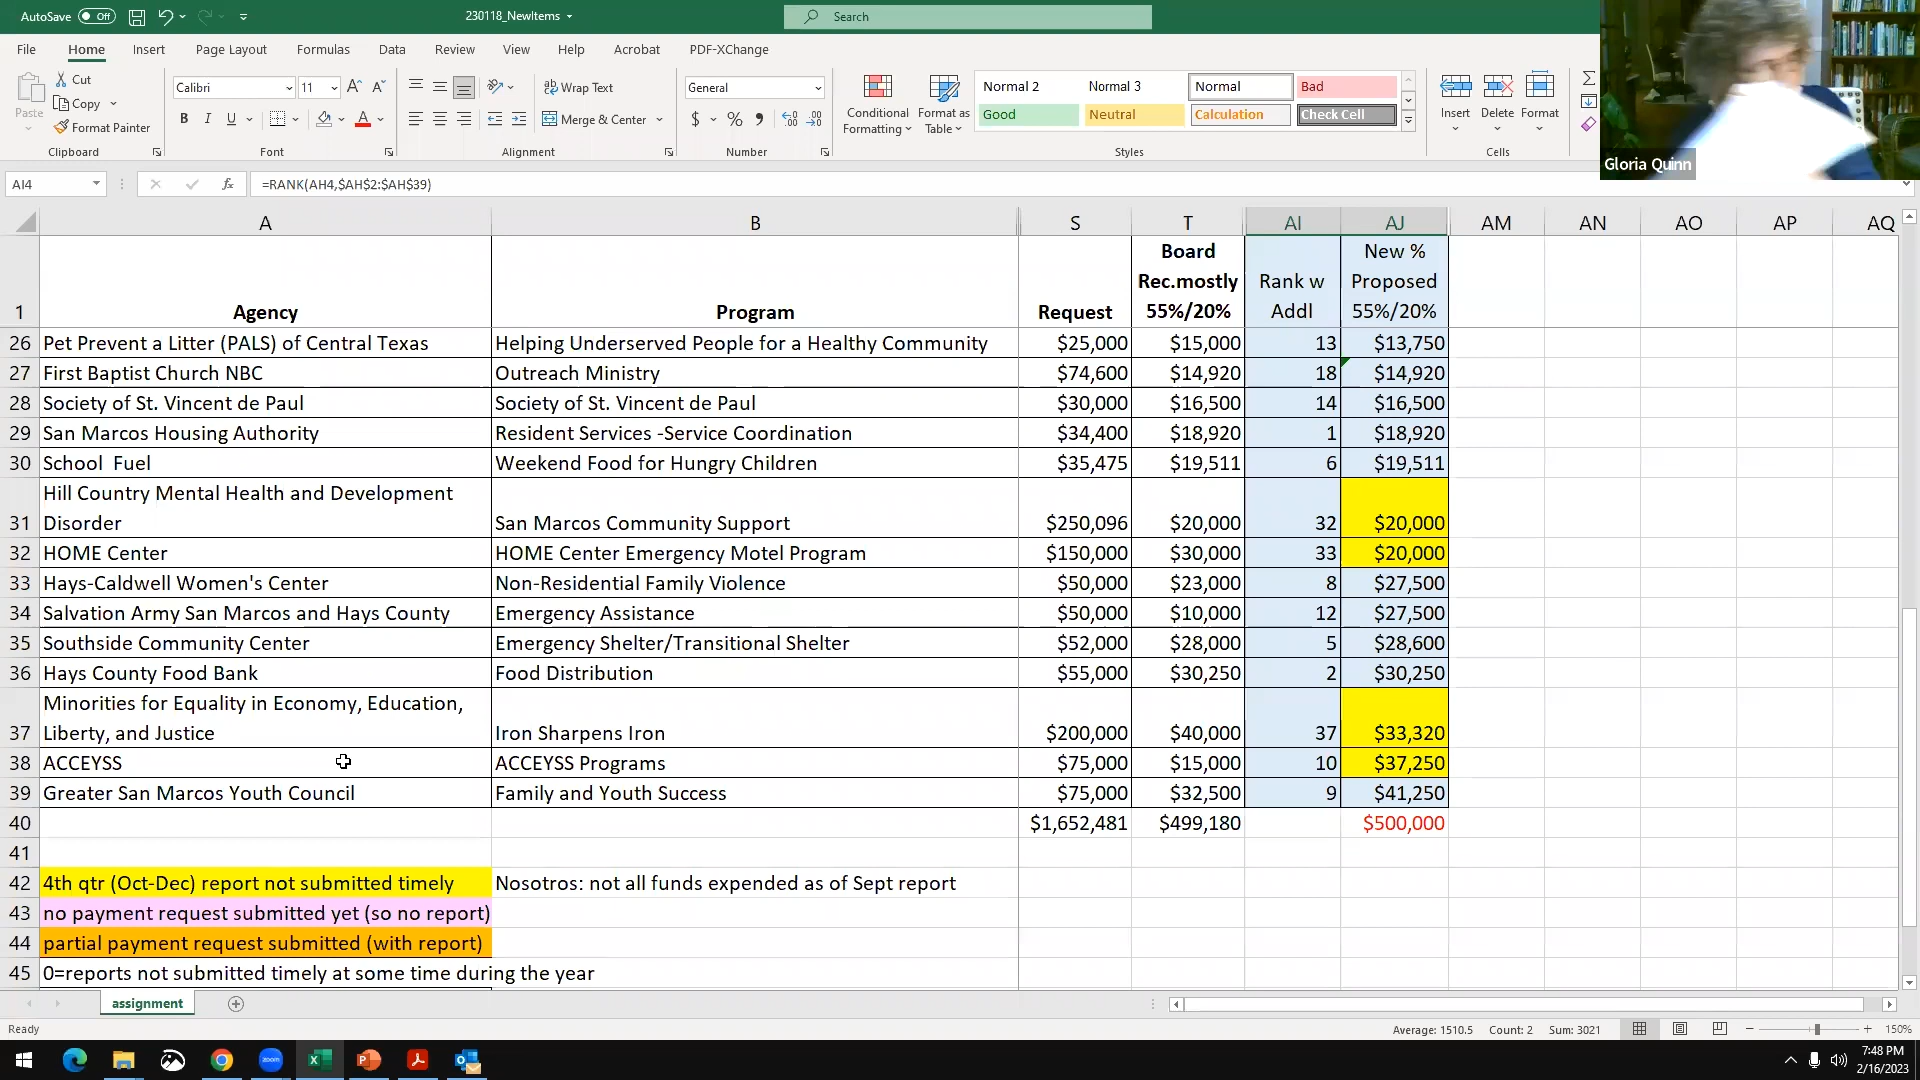 AutoSave Off 230118_NewItems Search
File Home Insert Page Layout Formulas Data Review View Help Acrobat PDF-XChange
Paste Cut Copy Format Painter Clipboard
Calibri 11 B I U A Font
Wrap Text Merge & Center Alignment
General $ % 9 Number
Conditional Formatting Format as Table
Normal 2 Normal 3 Normal Bad
Good Neutral Calculation Check Cell
Styles
Insert Delete Format
Cells
Gloria Quinn
AI4 fx =RANK(AH4,$AH$2:$AH$39)
A B S T AI AJ AM AN AO AP AQ
1 Agency Program Request Board Rec.mostly 55%/20% Rank w Addl New % Proposed 55%/20%
26 Pet Prevent a Litter (PALS) of Central Texas Helping Underserved People for a Healthy Community $25,000 $15,000 13 $13,750
27 First Baptist Church NBC Outreach Ministry $74,600 $14,920 18 $14,920
28 Society of St. Vincent de Paul Society of St. Vincent de Paul $30,000 $16,500 14 $16,500
29 San Marcos Housing Authority Resident Services -Service Coordination $34,400 $18,920 1 $18,920
30 School Fuel Weekend Food for Hungry Children $35,475 $19,511 6 $19,511
Hill Country Mental Health and Development
31 Disorder San Marcos Community Support $250,096 $20,000 32 $20,000
32 HOME Center HOME Center Emergency Motel Program $150,000 $30,000 33 $20,000
33 Hays-Caldwell Women's Center Non-Residential Family Violence $50,000 $23,000 8 $27,500
34 Salvation Army San Marcos and Hays County Emergency Assistance $50,000 $10,000 12 $27,500
35 Southside Community Center Emergency Shelter/Transitional Shelter $52,000 $28,000 5 $28,600
36 Hays County Food Bank Food Distribution $55,000 $30,250 2 $30,250
Minorities for Equality in Economy, Education,
37 Liberty, and Justice Iron Sharpens Iron $200,000 $40,000 37 $33,320
38 ACCEYSS ACCEYSS Programs $75,000 $15,000 10 $37,250
39 Greater San Marcos Youth Council Family and Youth Success $75,000 $32,500 9 $41,250
40 $1,652,481 $499,180 $500,000
41
42 4th qtr (Oct-Dec) report not submitted timely Nosotros: not all funds expended as of Sept report
43 no payment request submitted yet (so no report)
44 partial payment request submitted (with report)
45 0=reports not submitted timely at some time during the year
assignment
Ready Average: 1510.5 Count: 2 Sum: 3021 150%
zoom
7:48 PM
2/16/2023